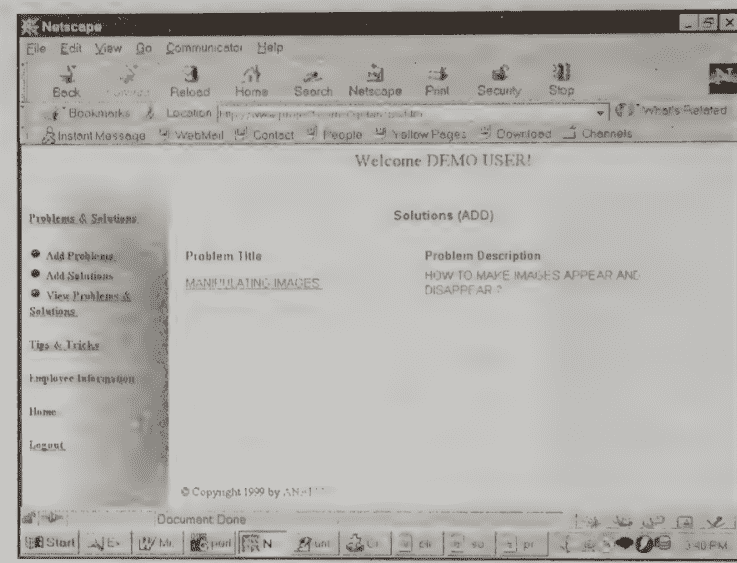 Netscape
File Edit View Go Communicator Help
Back Reload Home Search Netscape Print Security Stop
Bookmarks Location What's Related
Instant Message WebMail Contact People Yellow Pages Download Channels
Welcome DEMO USER!
Problems & Solutions
Add Problems
Add Solutions
View Problems &
Solutions
Tips & Tricks
Employee Information
Home
Logout
Solutions (ADD)
Problem Title
MANIPULATING IMAGES
Problem Description
HOW TO MAKE IMAGES APPEAR AND
DISAPPEAR ?
© Copyright 1999 by
Document Done
Start N 3:40 PM